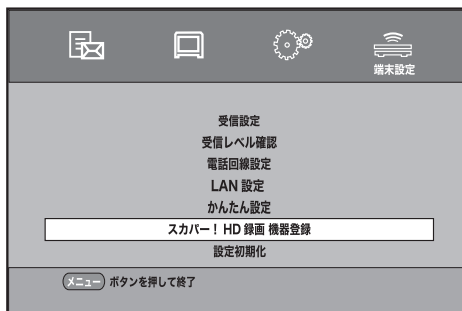 端末設定
受信設定
受信レベル確認
電話回線設定
LAN 設定
かんたん設定
スカパー！ HD 録画 機器登録
設定初期化
メニュー ボタンを押して終了